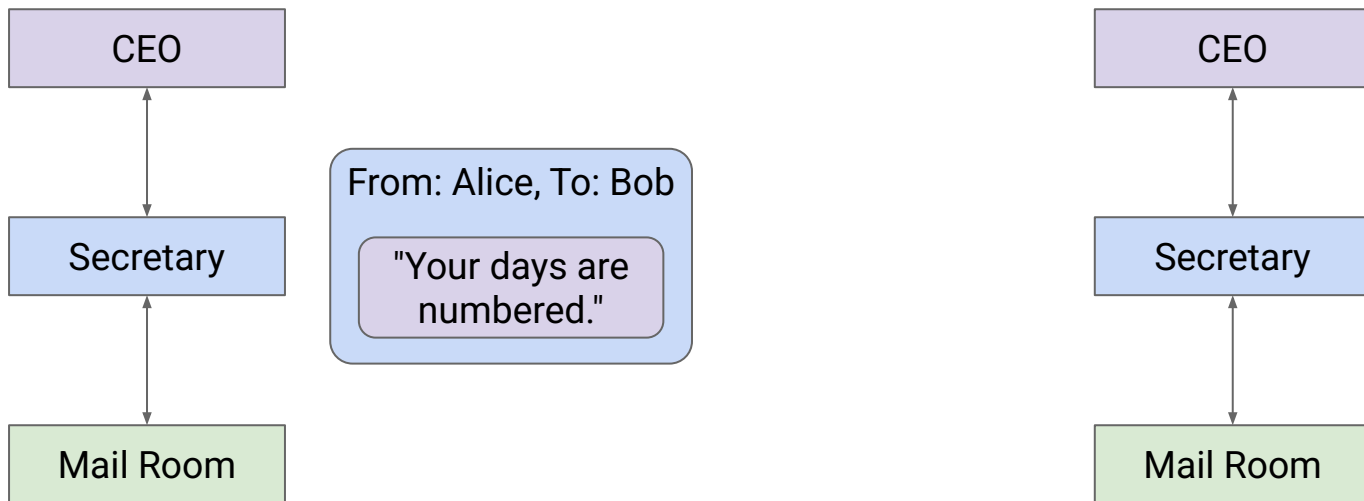 CEO
CEO
From: Alice, To: Bob
Secretary
"Your days are
numbered."
Secretary
Mail Room
Mail Room